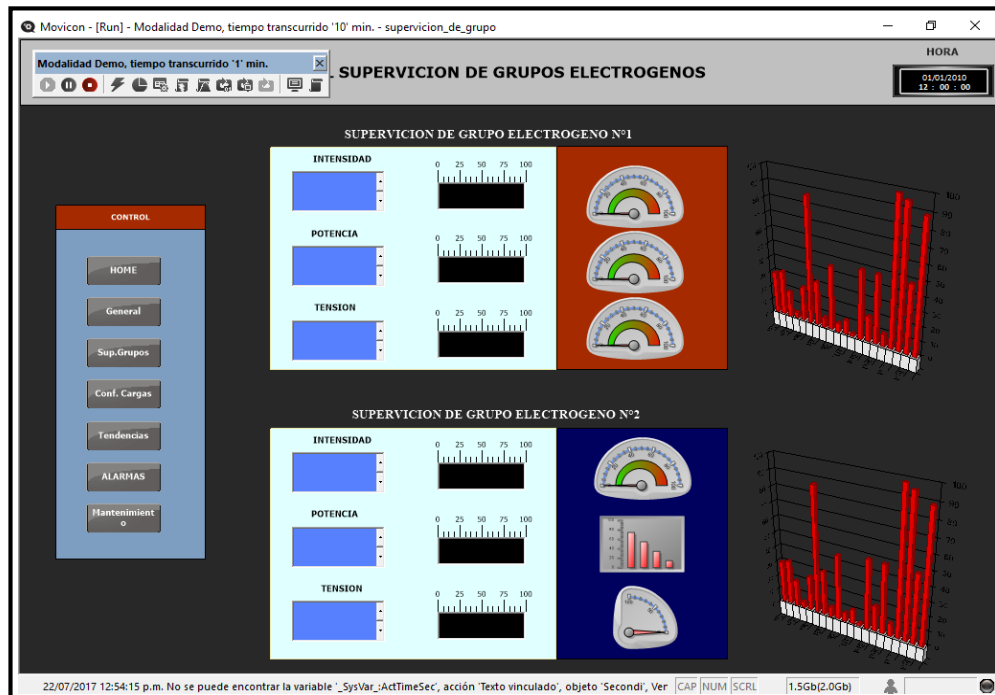 Movicon - [Run] - Modalidad Demo, tiempo transcurrido '10' min. - supervicion_de_grupo
Modalidad Demo, tiempo transcurrido '1' min.
SUPERVICION DE GRUPOS ELECTROGENOS
HORA
01/01/2010
12 : 00 : 00
SUPERVICION DE GRUPO ELECTROGENO N°1
CONTROL
HOME
General
Sup.Grupos
Conf. Cargas
Tendencias
ALARMAS
Mantenimient
o
INTENSIDAD
0 25 50 75 100
POTENCIA
0 25 50 75 100
TENSION
0 25 50 75 100
SUPERVICION DE GRUPO ELECTROGENO N°2
INTENSIDAD
0 25 50 75 100
POTENCIA
0 25 50 75 100
TENSION
0 25 50 75 100
22/07/2017 12:54:15 p.m. No se puede encontrar la variable '_SysVar_:ActTimeSec', acción 'Texto vinculado', objeto 'Secondi', Ver
CAP NUM SCRL
1.5Gb(2.0Gb)